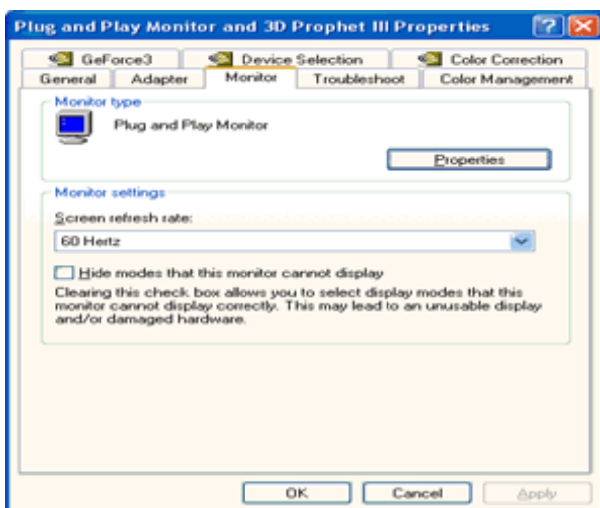 Plug and Play Monitor and 3D Prophet III Properties
GeForce3 Device Selection Color Correction
General Adapter Monitor Troubleshoot Color Management
Monitor type
Plug and Play Monitor
Properties
Monitor settings
Screen refresh rate:
60 Hertz
Hide modes that this monitor cannot display
Clearing this check box allows you to select display modes that this
monitor cannot display correctly. This may lead to an unusable display
and/or damaged hardware.
OK Cancel Apply